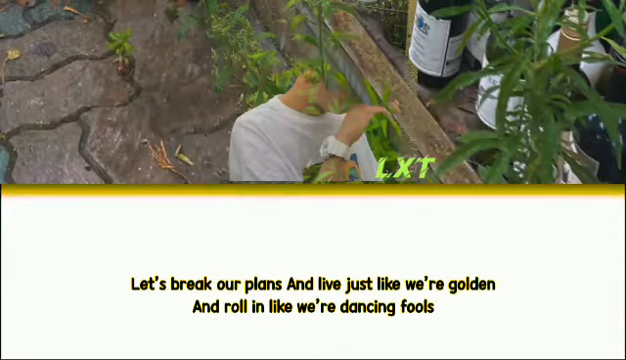 LXT
Let's break our plans And live just like we're golden
And roll in like we're dancing fools